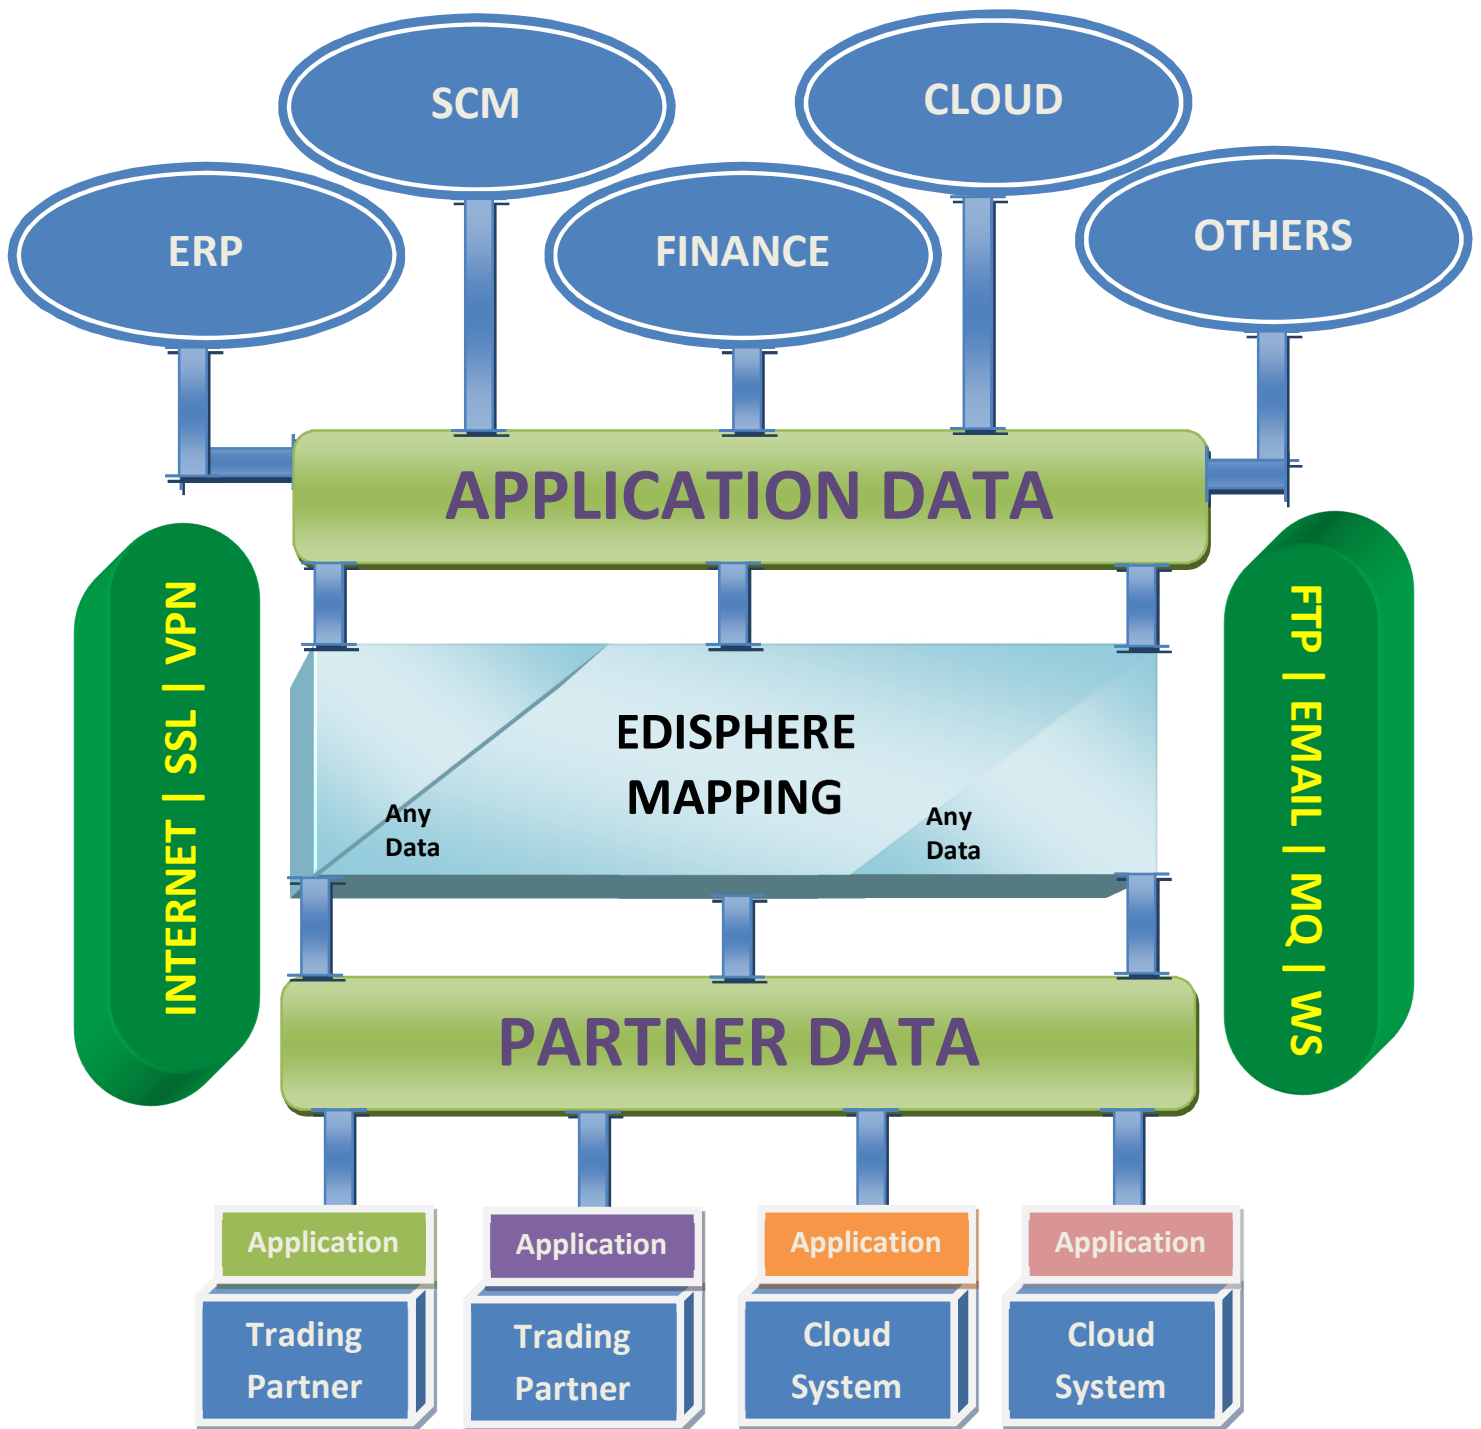 SCM
CLOUD
ERP
FINANCE
OTHERS
APPLICATION DATA
INTERNET | SSL | VPN
EDISPHERE
MAPPING
Any
Data
Any
Data
FTP | EMAIL | MQ | WS
PARTNER DATA
Application
Application
Application
Application
Trading
Partner
Trading
Partner
Cloud
System
Cloud
System